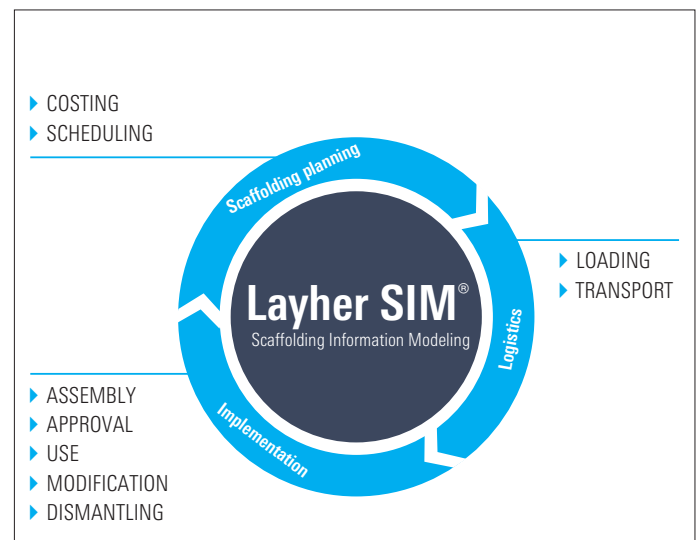 COSTING
SCHEDULING
Scaffolding planning
Layher SIM®
Scaffolding Information Modeling
LOADING
TRANSPORT
Logistics
ASSEMBLY
APPROVAL
USE
MODIFICATION
DISMANTLING
Implementation